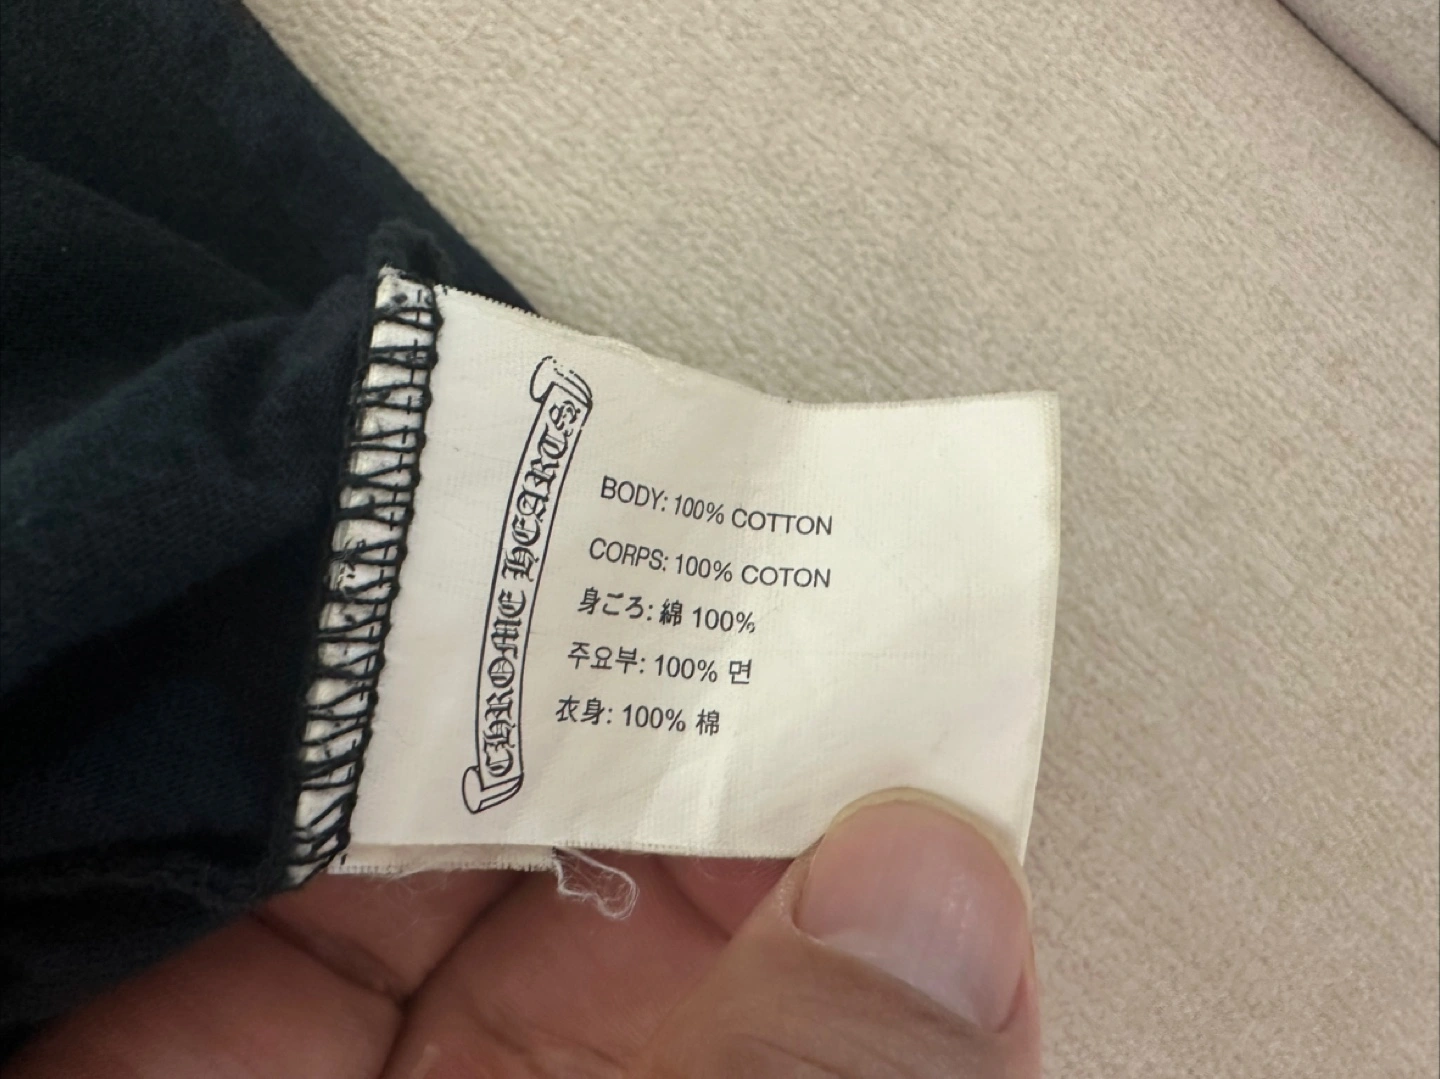 CHROME HEARTS
BODY: 100% COTTON
CORPS: 100% COTON
身ごろ: 綿 100%
주요부: 100% 면
衣身: 100% 棉